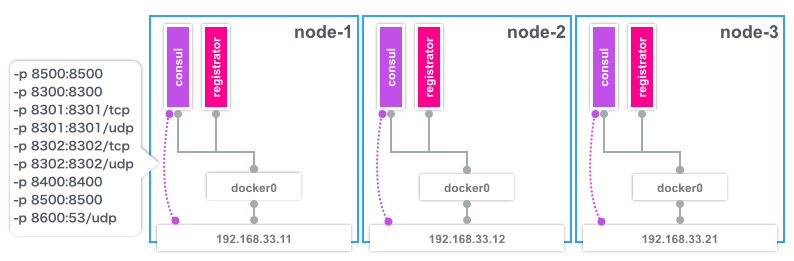 -p 8500:8500
-p 8300:8300
-p 8301:8301/tcp
-p 8301:8301/udp
-p 8302:8302/tcp
-p 8302:8302/udp
-p 8400:8400
-p 8500:8500
-p 8600:53/udp
node-1
consul
registrator
docker0
192.168.33.11
node-2
consul
registrator
docker0
192.168.33.12
node-3
consul
registrator
docker0
192.168.33.21